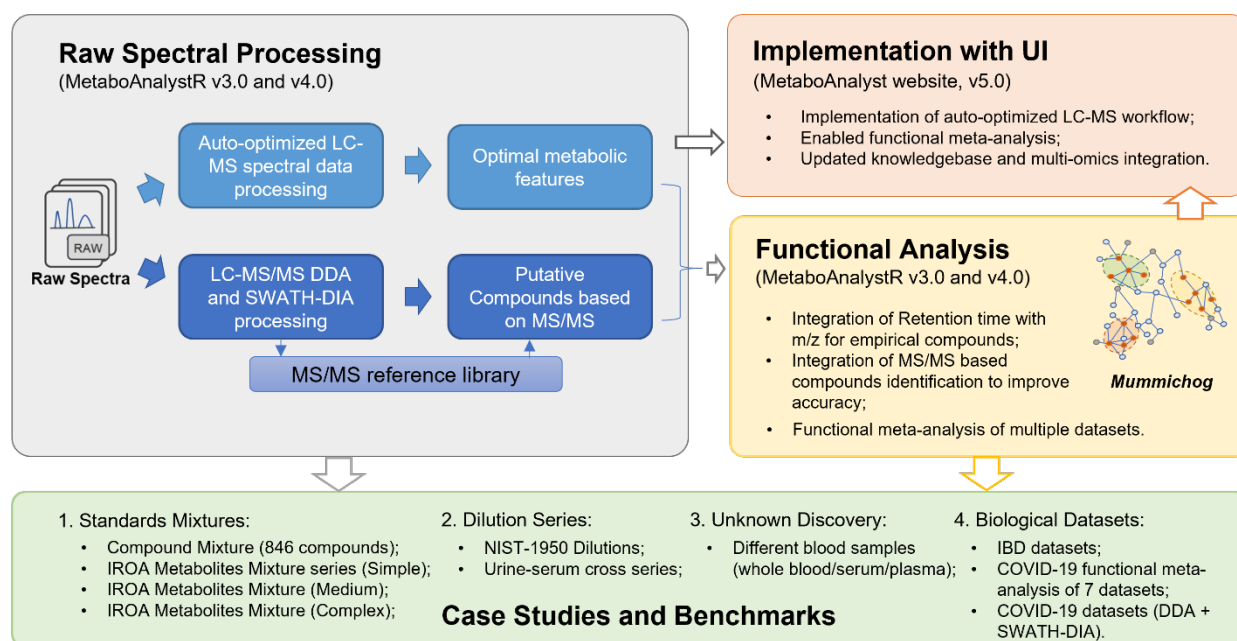 Raw Spectral Processing
(MetaboAnalystR v3.0 and v4.0)
RAW
Raw Spectra
Auto-optimized LC-
MS spectral data
processing
Optimal metabolic
features
LC-MS/MS DDA
and SWATH-DIA
processing
Putative
Compounds based
on MS/MS
MS/MS reference library
Implementation with UI
(MetaboAnalyst website, v5.0)
• Implementation of auto-optimized LC-MS workflow;
• Enabled functional meta-analysis;
• Updated knowledgebase and multi-omics integration.
Functional Analysis
(MetaboAnalystR v3.0 and v4.0)
• Integration of Retention time with
m/z for empirical compounds;
• Integration of MS/MS based
compounds identification to improve
accuracy;
• Functional meta-analysis of multiple datasets.
Mummichog
1. Standards Mixtures:
• Compound Mixture (846 compounds);
• IROA Metabolites Mixture series (Simple);
• IROA Metabolites Mixture (Medium);
• IROA Metabolites Mixture (Complex);
2. Dilution Series:
• NIST-1950 Dilutions;
• Urine-serum cross series;
3. Unknown Discovery:
• Different blood samples
(whole blood/serum/plasma);
4. Biological Datasets:
• IBD datasets;
• COVID-19 functional meta-
analysis of 7 datasets;
• COVID-19 datasets (DDA +
SWATH-DIA).
Case Studies and Benchmarks